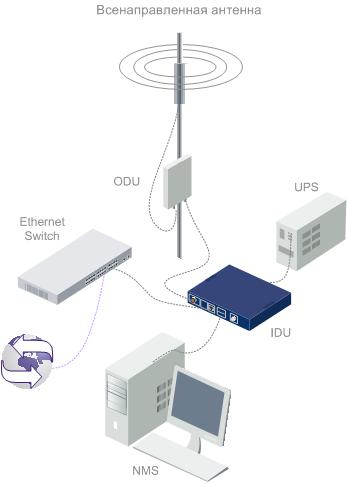 Всенаправленная антенна
ODU
UPS
Ethernet
Switch
IDU
NMS